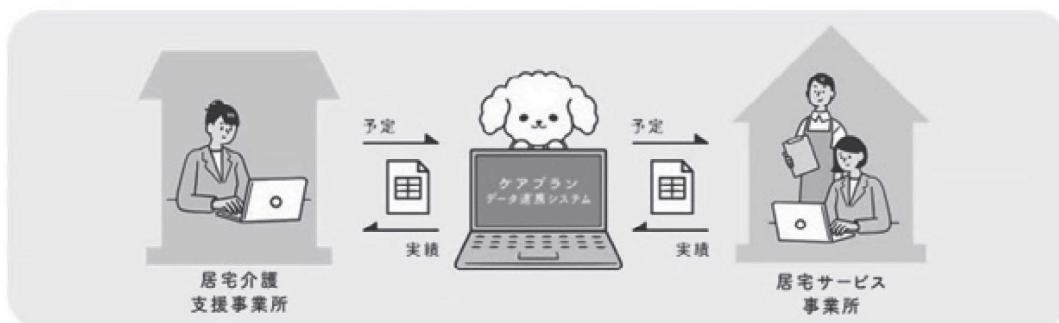 予定
予定
ケアプラン
データ連携システム
実績
実績
居宅介護
支援事業所
居宅サービス
事業所